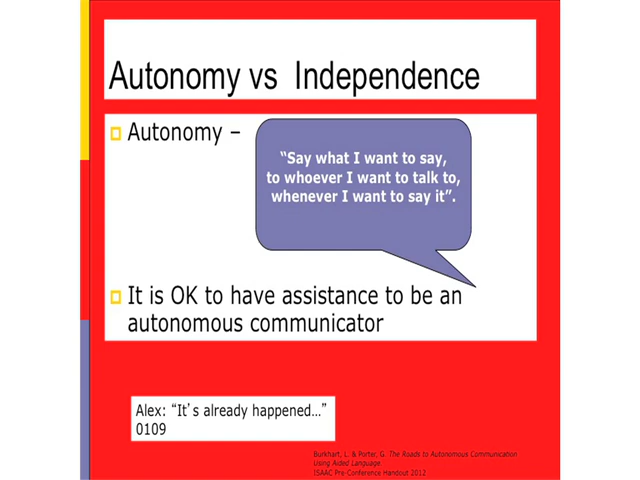 Autonomy vs Independence
Autonomy –
“Say what I want to say,
to whoever I want to talk to,
whenever I want to say it”.
It is OK to have assistance to be an
autonomous communicator
Alex: “It’s already happened…”
0109
Burkhart, L. & Porter, G. The Roads to Autonomous Communication
Using Aided Language
ISAAC Pre-Conference Handout 2012